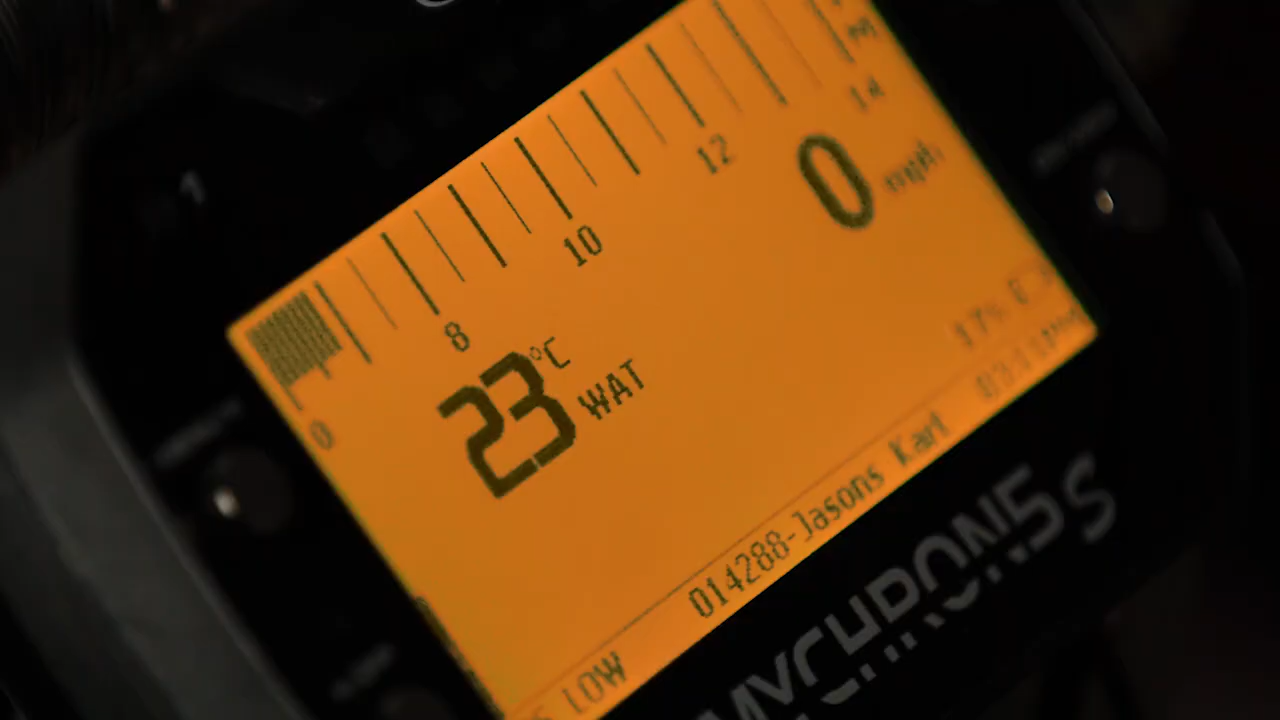 14
12
0 mph
10
8
0
23 °C
WAT
014288-Jasons Kart
LOW
MYCHRON5 S